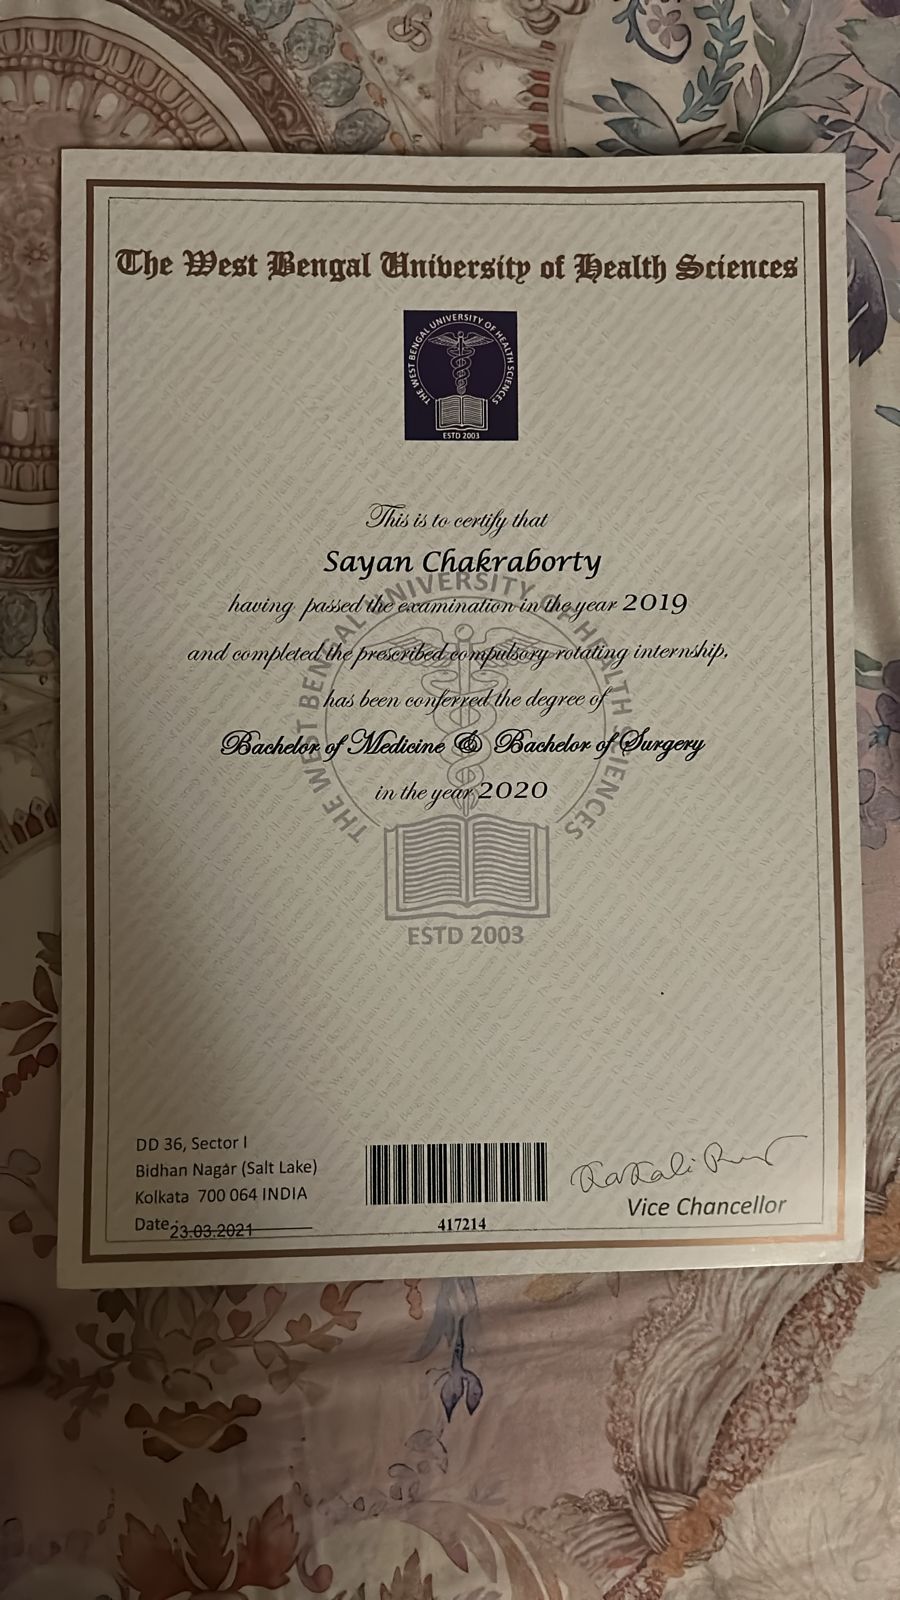 The West Bengal University of Health Sciences
THE WEST BENGAL UNIVERSITY OF HEALTH SCIENCES
ESTD 2003
This is to certify that
Sayan Chakraborty
having passed the examination in the year 2019
and completed the prescribed compulsory rotating internship,
has been conferred the degree of
Bachelor of Medicine & Bachelor of Surgery
in the year 2020
THE WEST BENGAL UNIVERSITY OF HEALTH SCIENCES
ESTD 2003
DD 36, Sector I
Bidhan Nagar (Salt Lake)
Kolkata 700 064 INDIA
Date: 23.03.2021
417214
Vice Chancellor